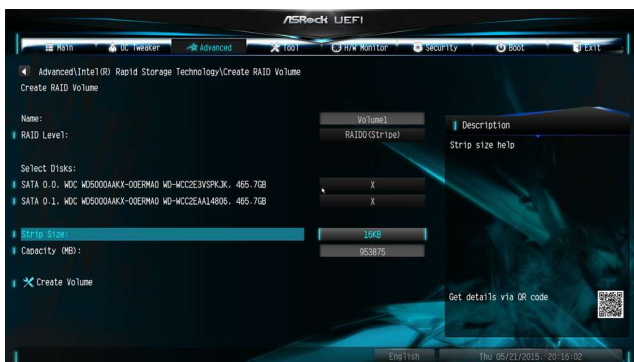 ASRock UEFI
Main OC Tweaker Advanced Tool H/W Monitor Security Boot Exit
Advanced\Intel(R) Rapid Storage Technology\Create RAID Volume
Create RAID Volume
Name: Volume1
RAID Level: RAID0(Stripe)
Select Disks:
SATA 0.0. WDC WD5000AAKX-00ERMA0 WD-WCC2E3VSPKJK. 465.7GB X
SATA 0.1. WDC WD5000AAKX-00ERMA0 WD-WCC2EAA14806. 465.7GB X
Strip Size: 16KB
Capacity (MB): 953875
Create Volume
Description
Strip size help
Get details via QR code
English Thu 05/21/2015. 20:16:02